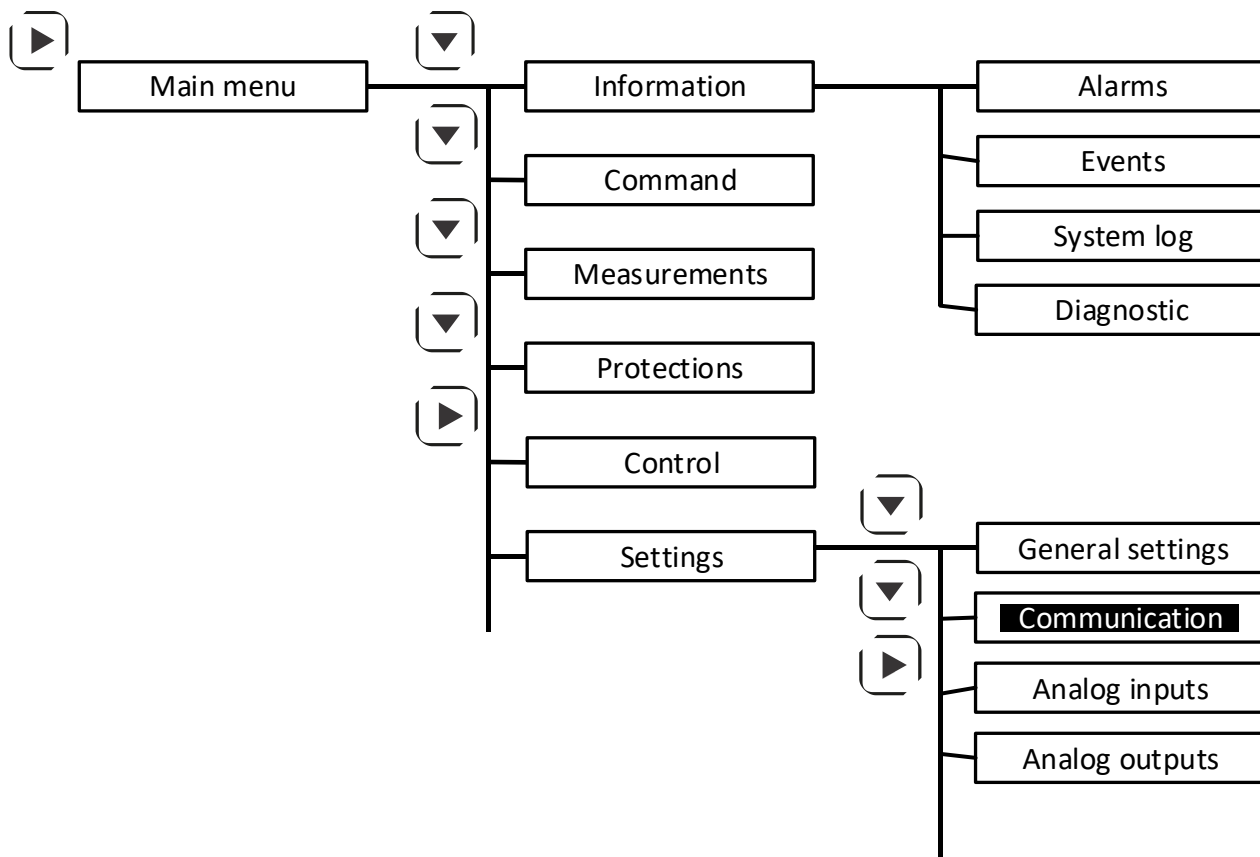 Main menu
Information
Alarms
Events
Command
System log
Measurements
Diagnostic
Protections
Control
Settings
General settings
Communication
Analog inputs
Analog outputs